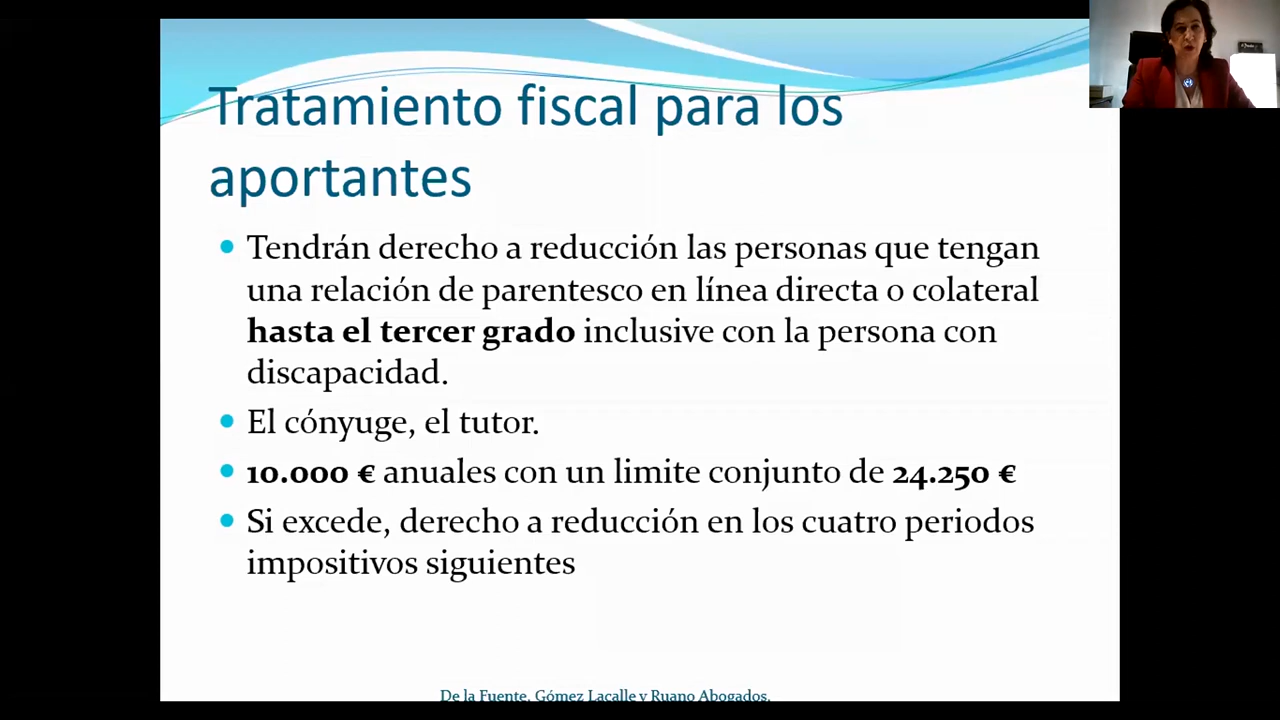 Tratamiento fiscal para los
aportantes
Tendrán derecho a reducción las personas que tengan
una relación de parentesco en línea directa o colateral
hasta el tercer grado inclusive con la persona con
discapacidad.
El cónyuge, el tutor.
10.000 € anuales con un limite conjunto de 24.250 €
Si excede, derecho a reducción en los cuatro periodos
impositivos siguientes
De la Fuente, Gómez Lacalle y Ruano Abogados.